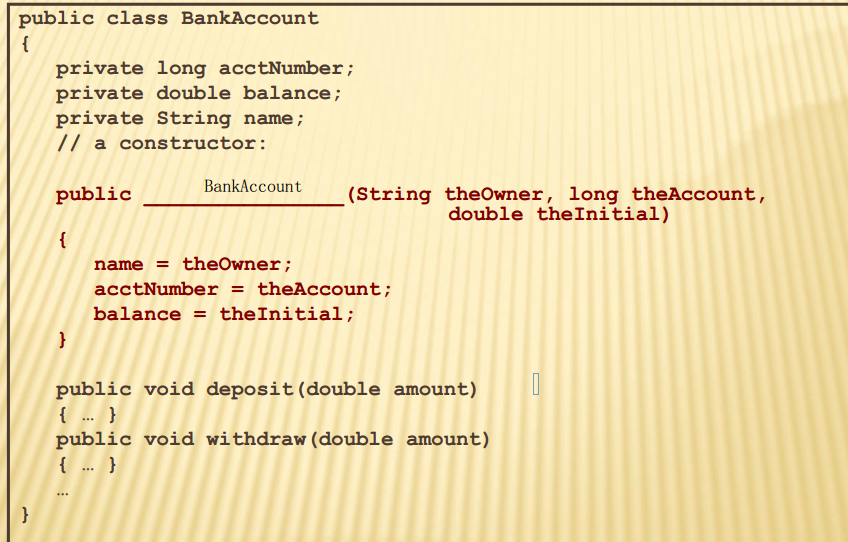 public class BankAccount
{
private long acctNumber;
private double balance;
private String name;
// a constructor:
public BankAccount(String theOwner, long theAccount,
double theInitial)
{
name = theOwner;
acctNumber = theAccount;
balance = theInitial;
}
public void deposit(double amount)
{ … }
public void withdraw(double amount)
{ … }
…
}